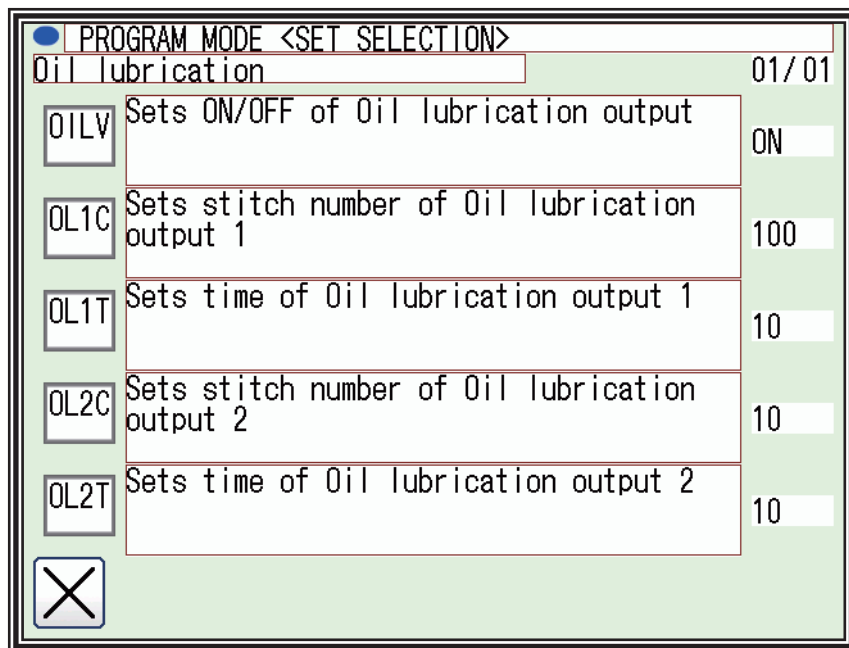 PROGRAM MODE <SET SELECTION>
Oil lubrication 01/01
OILV Sets ON/OFF of Oil lubrication output ON
OL1C Sets stitch number of Oil lubrication
output 1 100
OL1T Sets time of Oil lubrication output 1 10
OL2C Sets stitch number of Oil lubrication
output 2 10
OL2T Sets time of Oil lubrication output 2 10